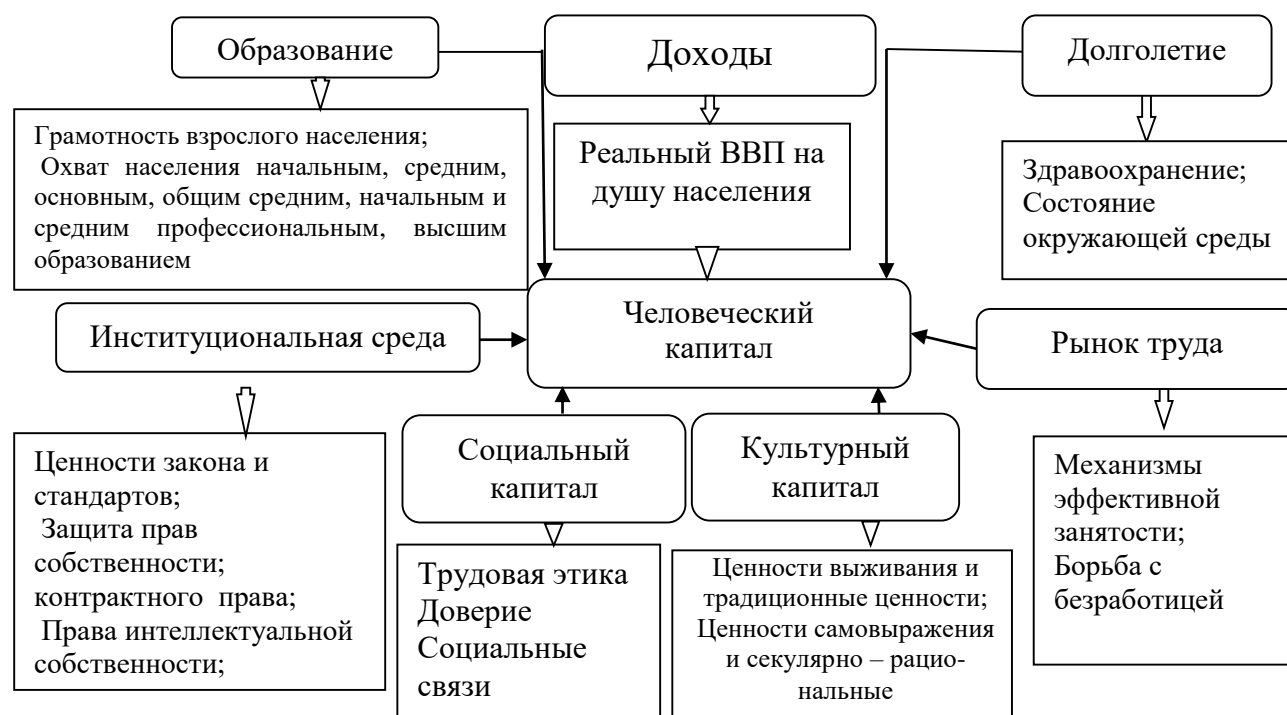 Образование
Доходы
Долголетие
Грамотность взрослого населения;
Охват населения начальным, средним,
основным, общим средним, начальным и
средним профессиональным, высшим
образованием
Реальный ВВП на
душу населения
Здравоохранение;
Состояние
окружающей среды
Институциональная среда
Человеческий
капитал
Рынок труда
Социальный
капитал
Культурный
капитал
Ценности закона и
стандартов;
Защита прав
собственности;
контрактного права;
Права интеллектуальной
собственности;
Трудовая этика
Доверие
Социальные
связи
Ценности выживания и
традиционные ценности;
Ценности самовыражения
и секулярно – рацио-
нальные
Механизмы
эффективной
занятости;
Борьба с
безработицей